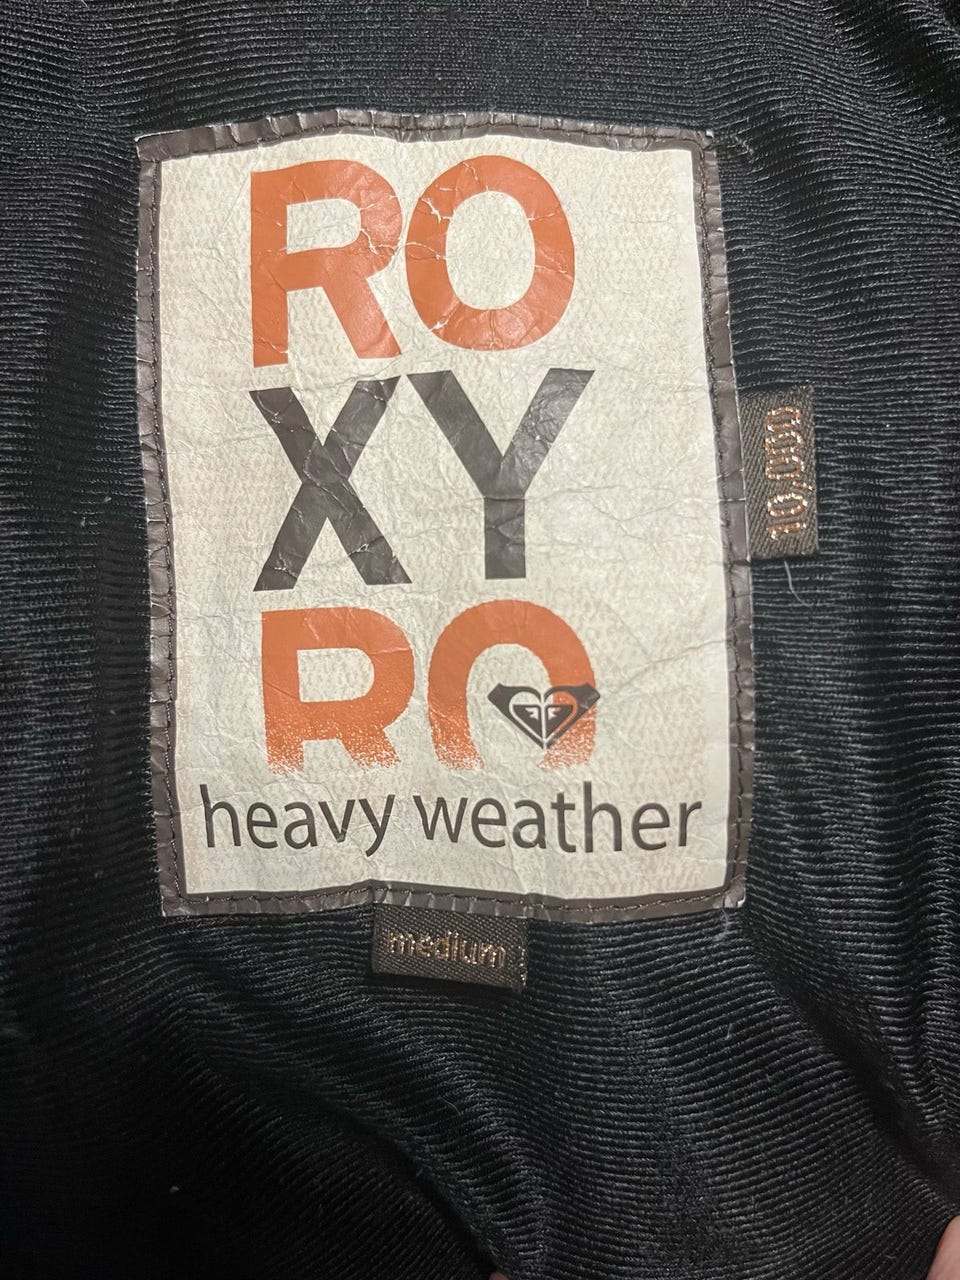 RO
XY
RO
heavy weather
medium
10,000